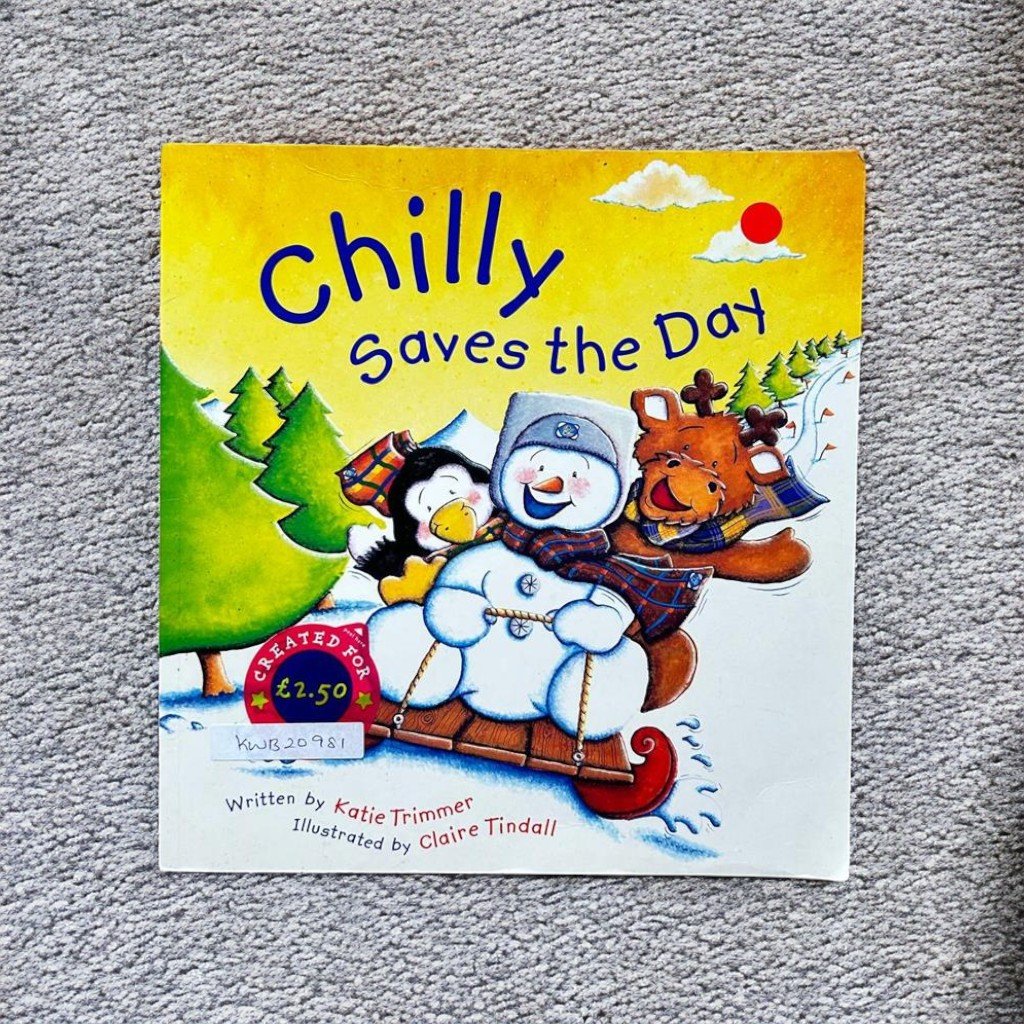 Chilly
Saves the Day
CREATED FOR
£2.50
KWB20981
Written by Katie Trimmer
Illustrated by Claire Tindall